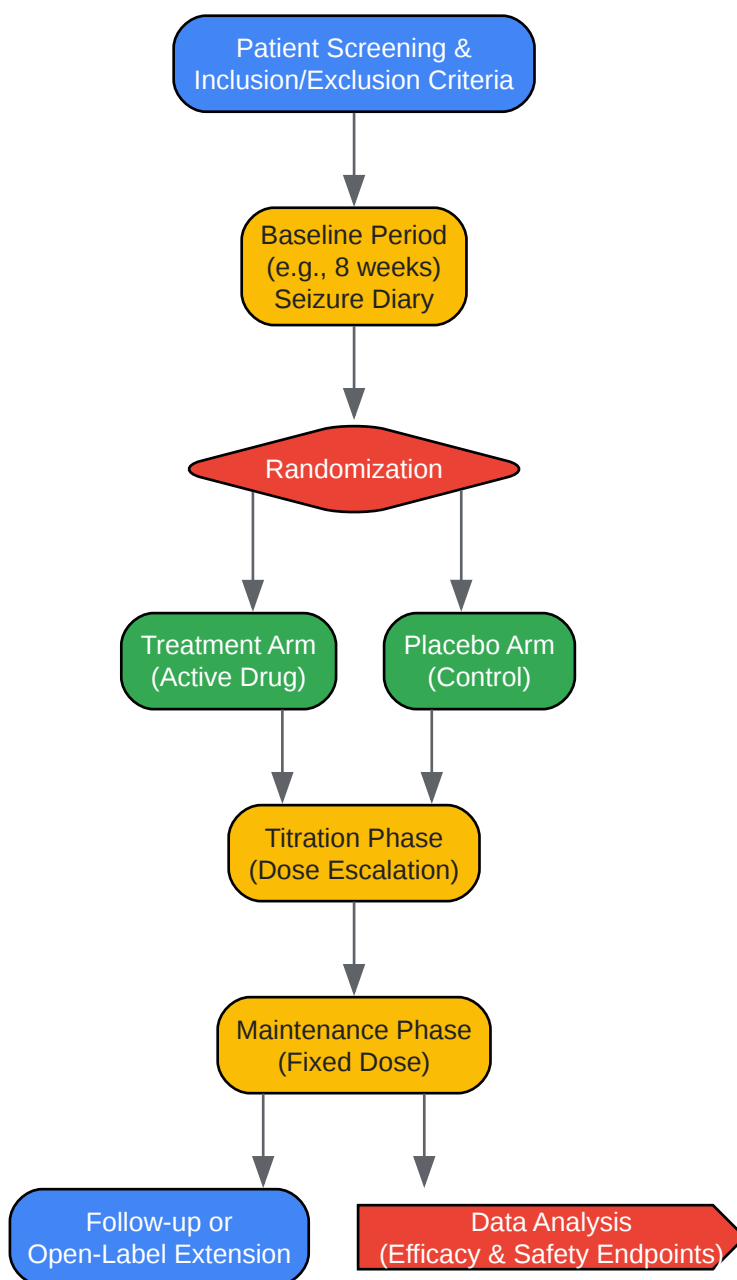 Patient Screening &
Inclusion/Exclusion Criteria
Baseline Period
(e.g., 8 weeks)
Seizure Diary
Randomization
Treatment Arm
(Active Drug)
Placebo Arm
(Control)
Titration Phase
(Dose Escalation)
Maintenance Phase
(Fixed Dose)
Follow-up or
Open-Label Extension
Data Analysis
(Efficacy & Safety Endpoints)